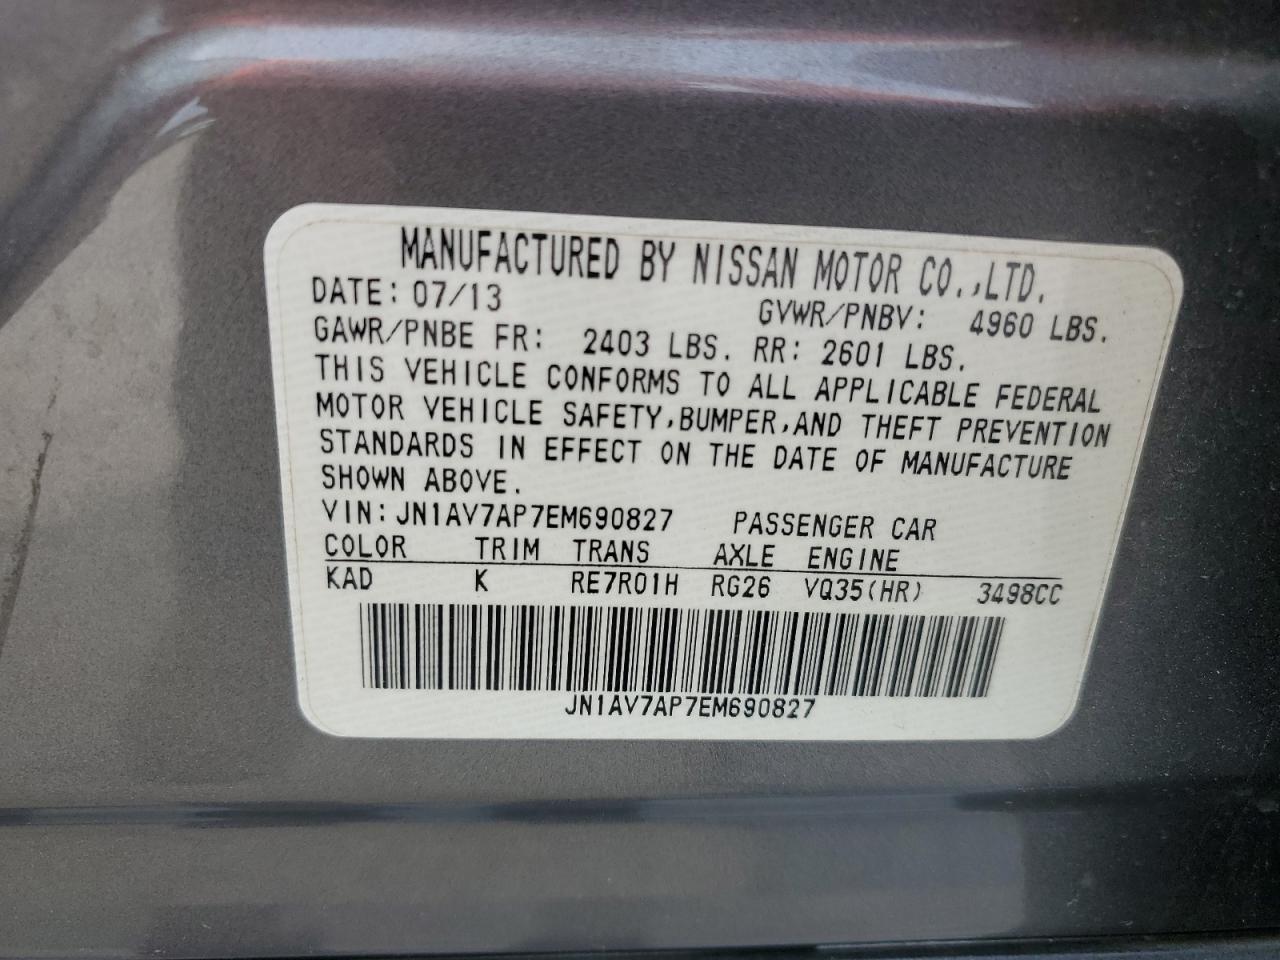 MANUFACTURED BY NISSAN MOTOR CO.,LTD.
DATE: 07/13 GVWR/PNBV: 4960 LBS.
GAWR/PNBE FR: 2403 LBS. RR: 2601 LBS.
THIS VEHICLE CONFORMS TO ALL APPLICABLE FEDERAL
MOTOR VEHICLE SAFETY,BUMPER,AND THEFT PREVENTION
STANDARDS IN EFFECT ON THE DATE OF MANUFACTURE
SHOWN ABOVE.
VIN: JN1AV7AP7EM690827 PASSENGER CAR
COLOR TRIM TRANS AXLE ENGINE
KAD K RE7R01H RG26 VQ35(HR) 3498CC
JN1AV7AP7EM690827